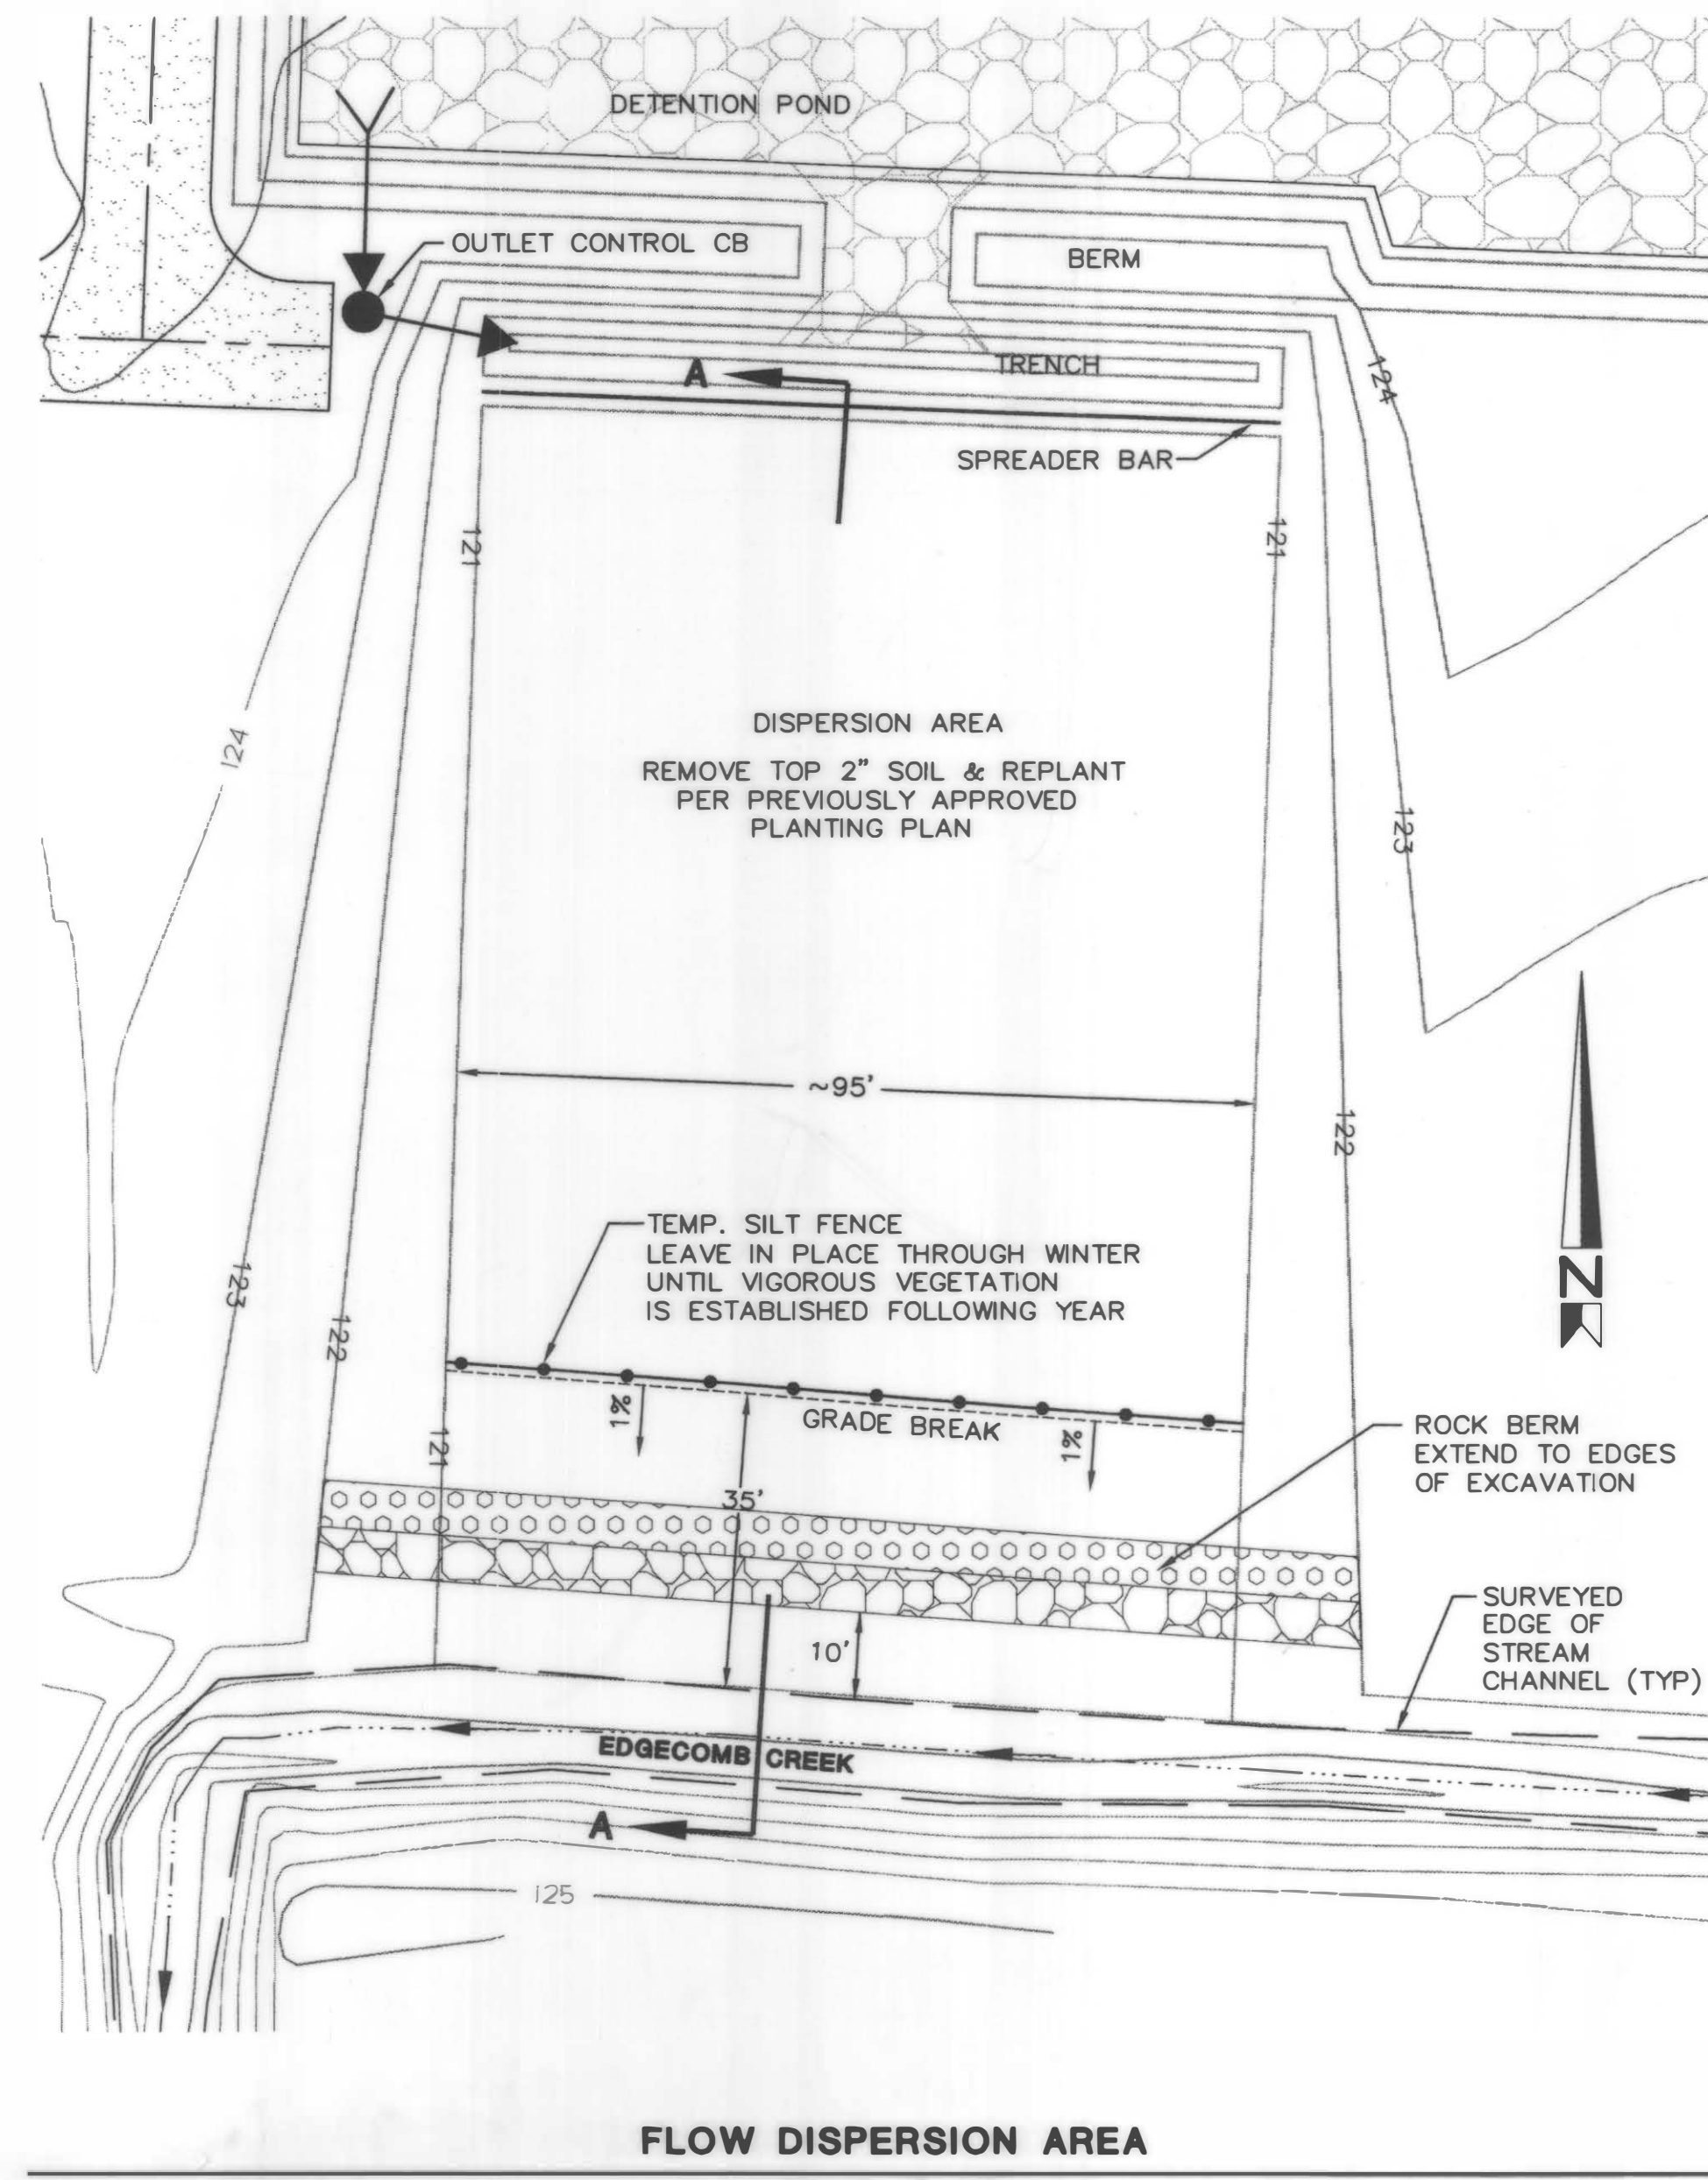 DETENTION POND
OUTLET CONTROL CB
BERM
TRENCH
A
124
SPREADER BAR
121
121
DISPERSION AREA
REMOVE TOP 2" SOIL & REPLANT
PER PREVIOUSLY APPROVED
PLANTING PLAN
124
123
~95'
122
TEMP. SILT FENCE
LEAVE IN PLACE THROUGH WINTER
UNTIL VIGOROUS VEGETATION
IS ESTABLISHED FOLLOWING YEAR
N
123
122
1%
GRADE BREAK
1%
121
35'
ROCK BERM
EXTEND TO EDGES
OF EXCAVATION
10'
SURVEYED
EDGE OF
STREAM
CHANNEL (TYP)
EDGECOMB CREEK
A
125
FLOW DISPERSION AREA